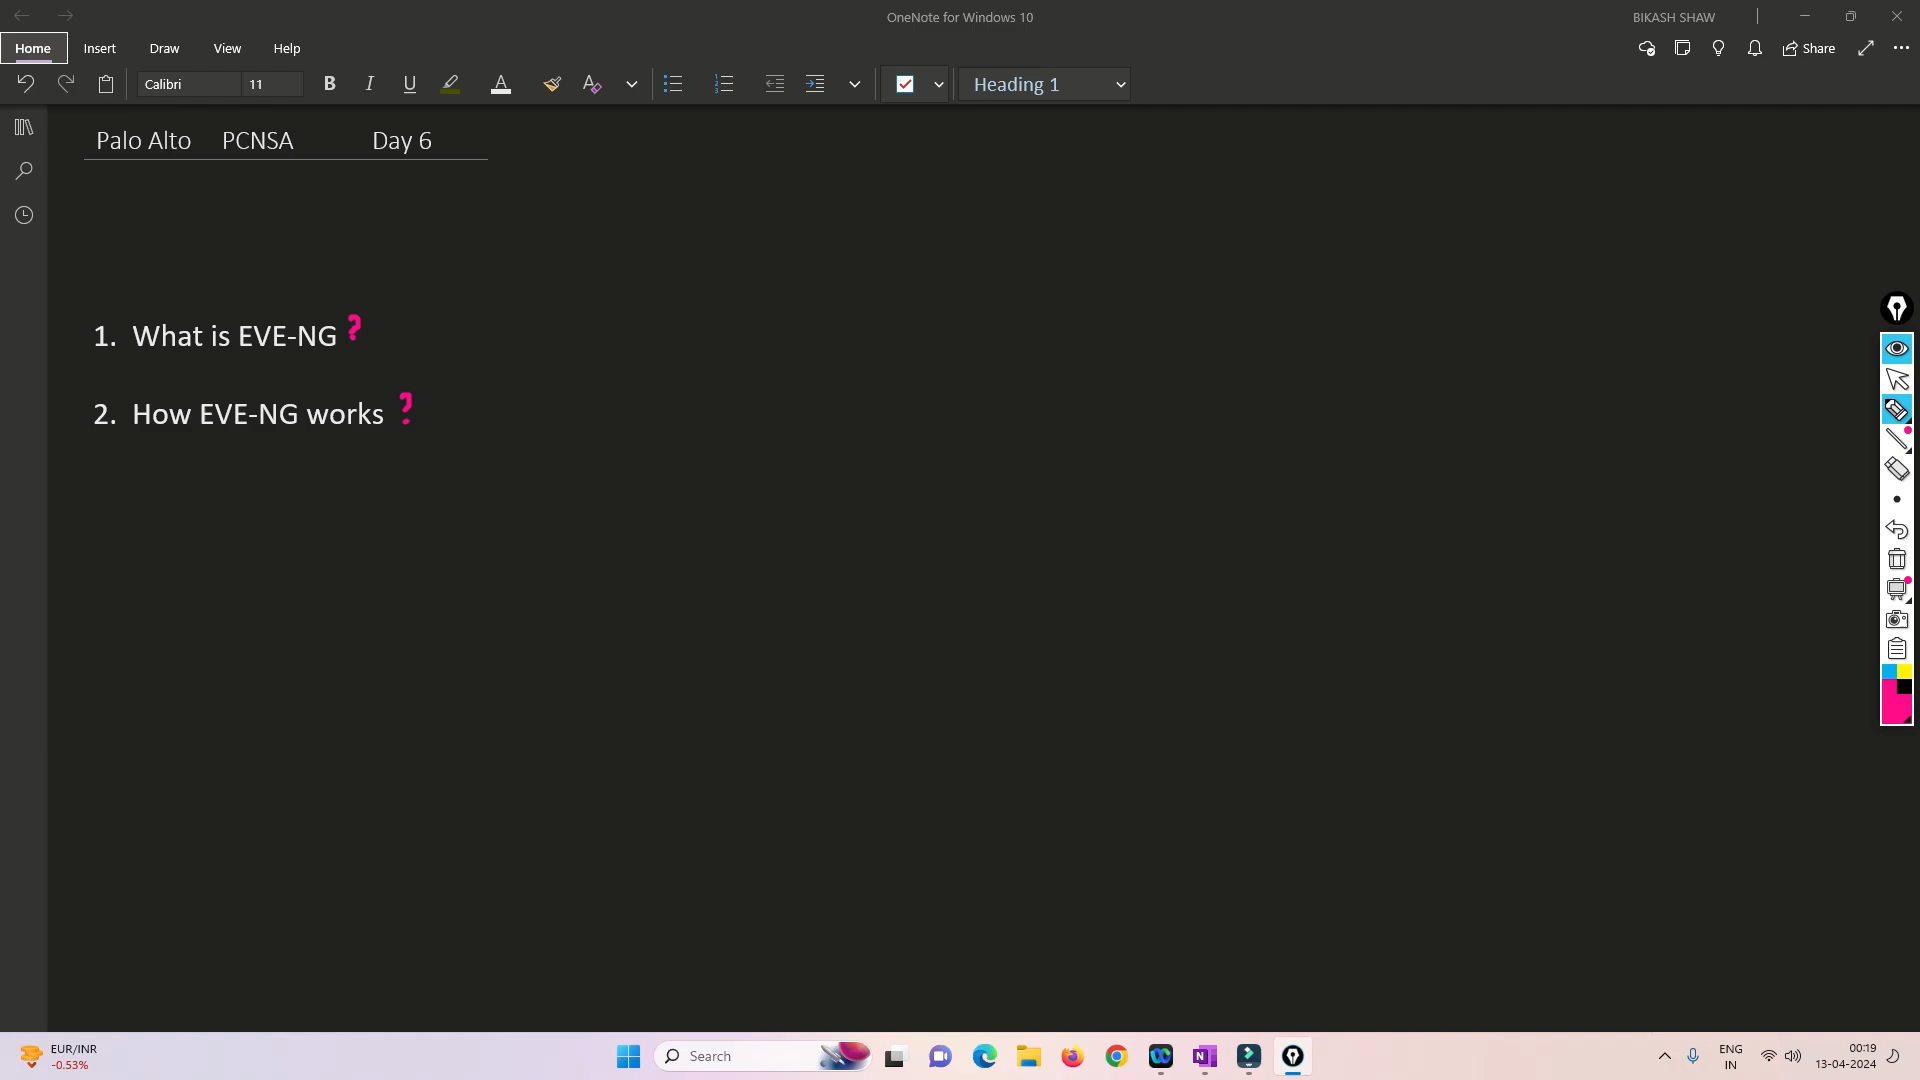 OneNote for Windows 10
BIKASH SHAW
Home Insert Draw View Help
Share
Calibri 11 B I U A A Heading 1
Palo Alto PCNSA Day 6
1. What is EVE-NG ?
2. How EVE-NG works ?
EUR/INR
-0.53%
Search
ENG
IN
00:19
13-04-2024